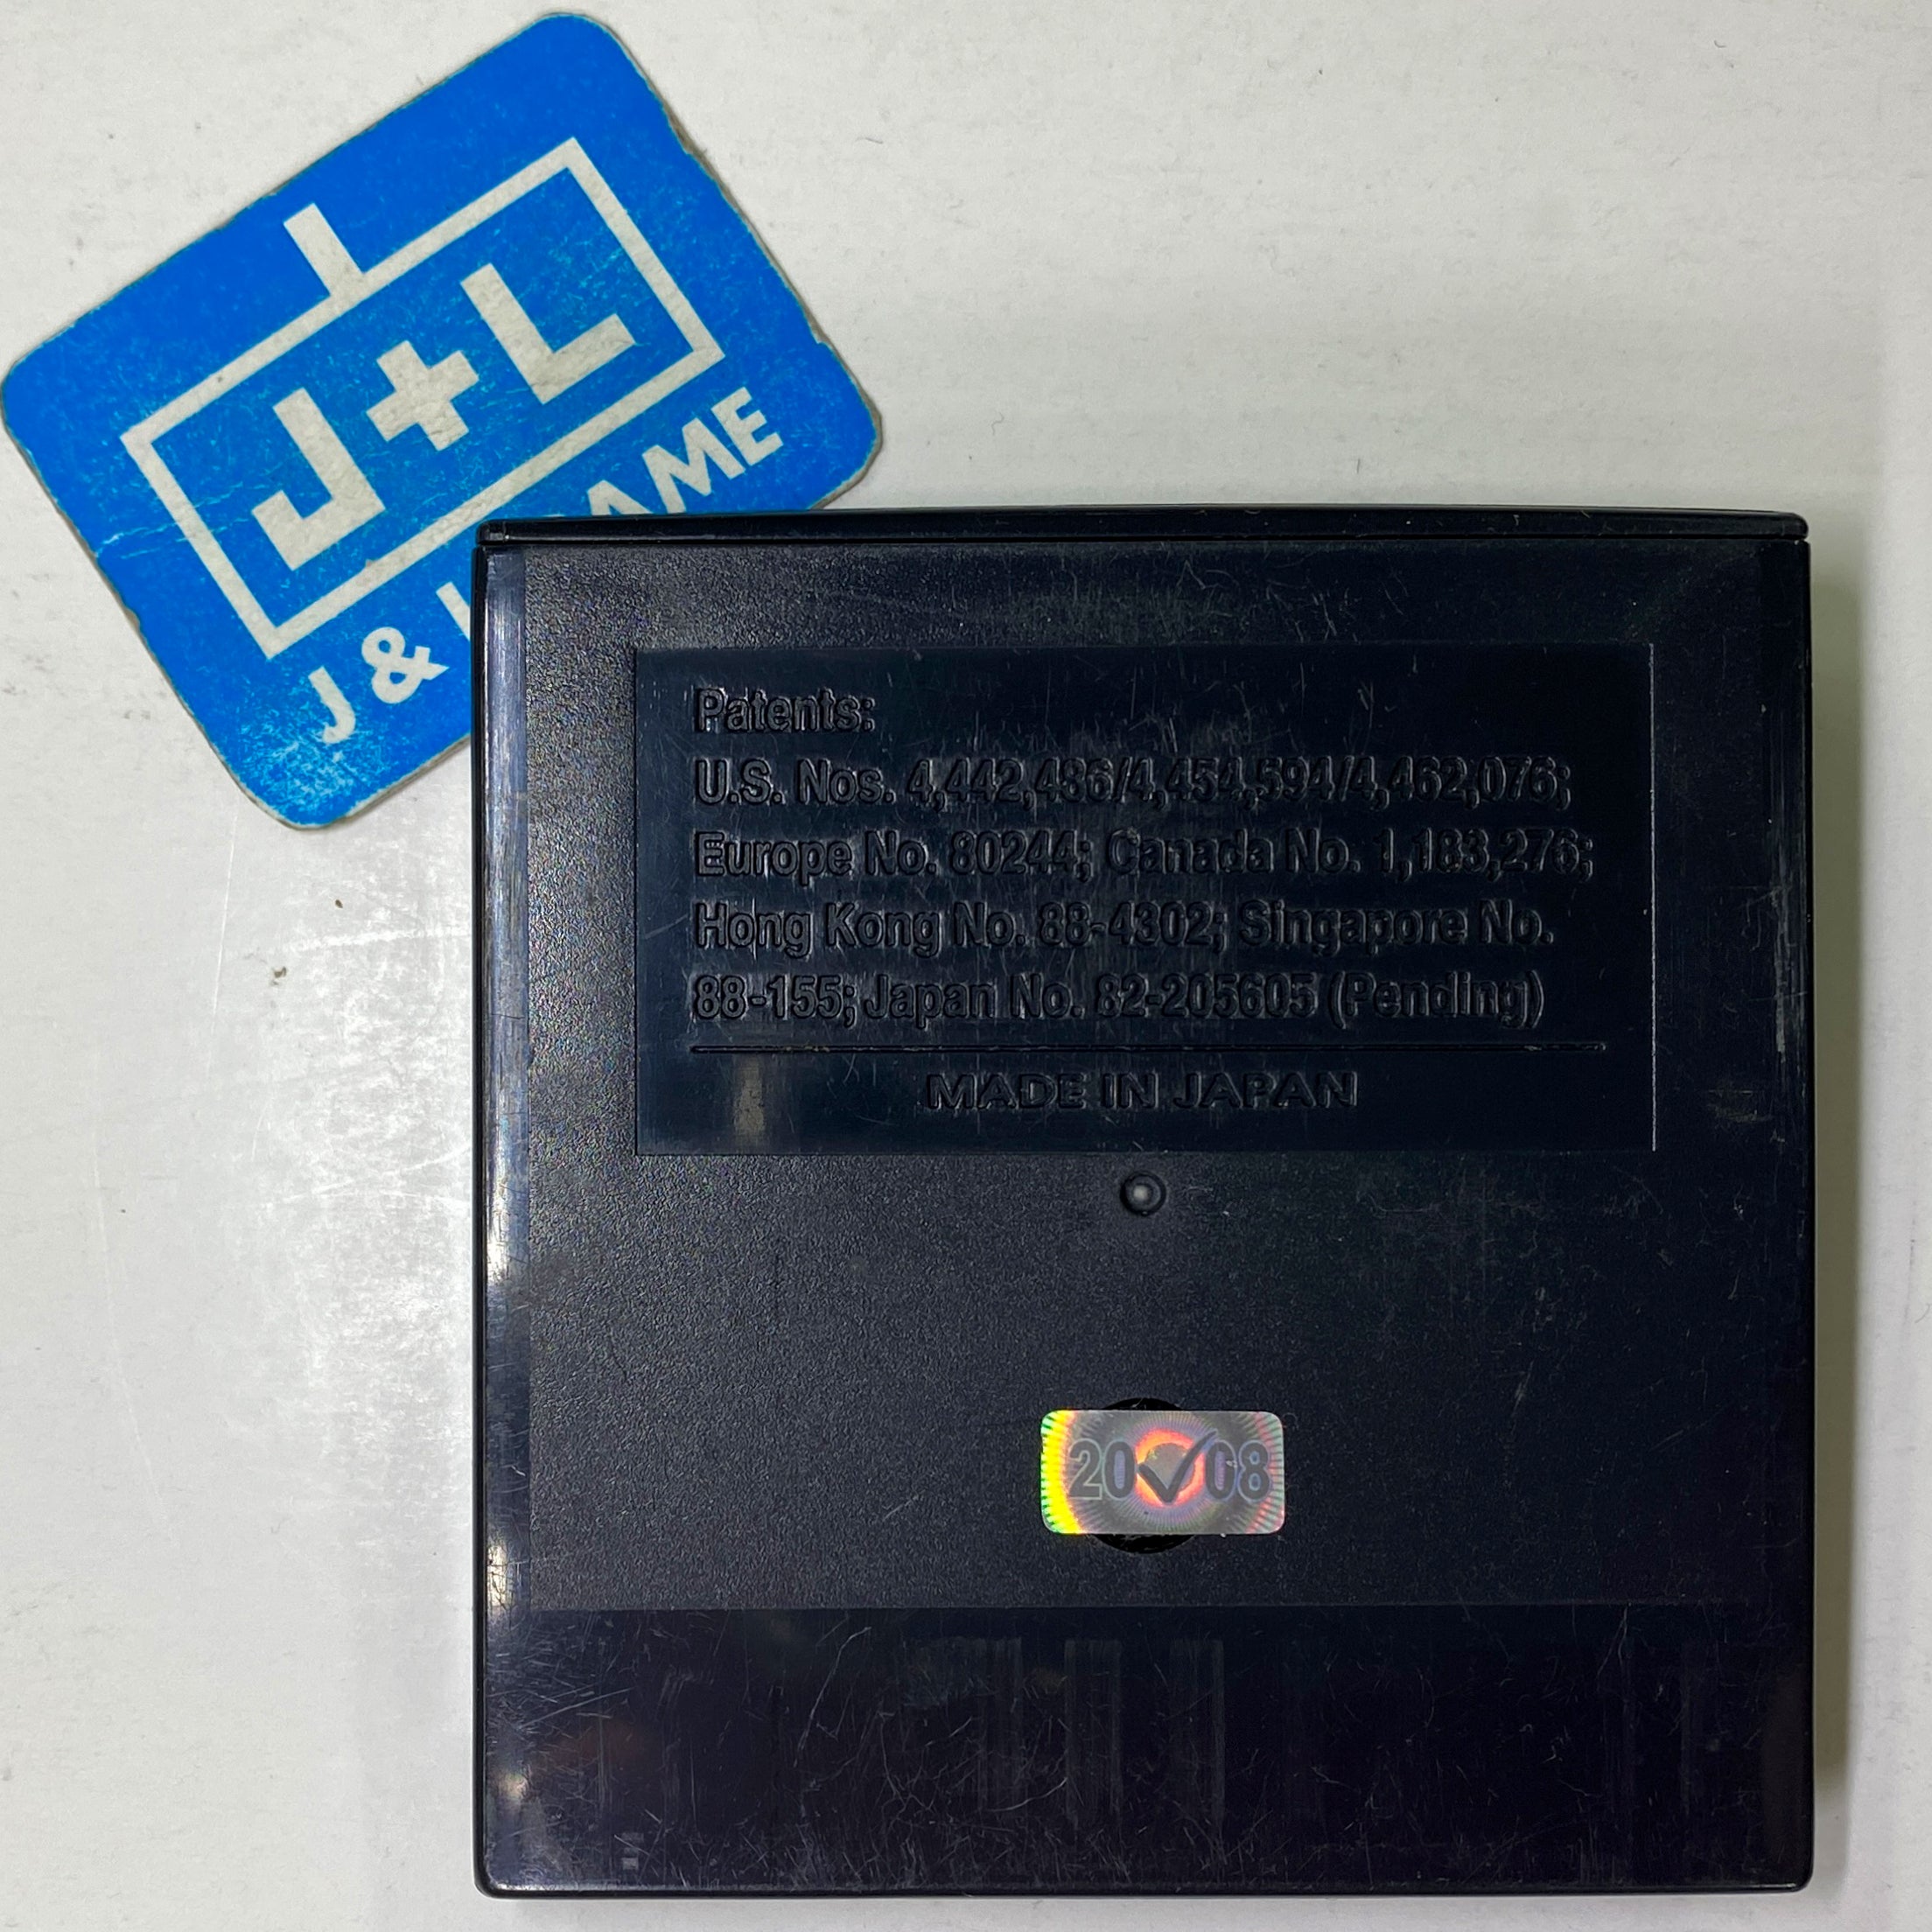 J+L
J & AME
Patents:
U.S. Nos. 4,442,486/4,454,594/4,462,076;
Europe No. 80244; Canada No. 1,183,276;
Hong Kong No. 88-4302; Singapore No.
88-155; Japan No. 82-205605 (Pending)
MADE IN JAPAN
20✓08